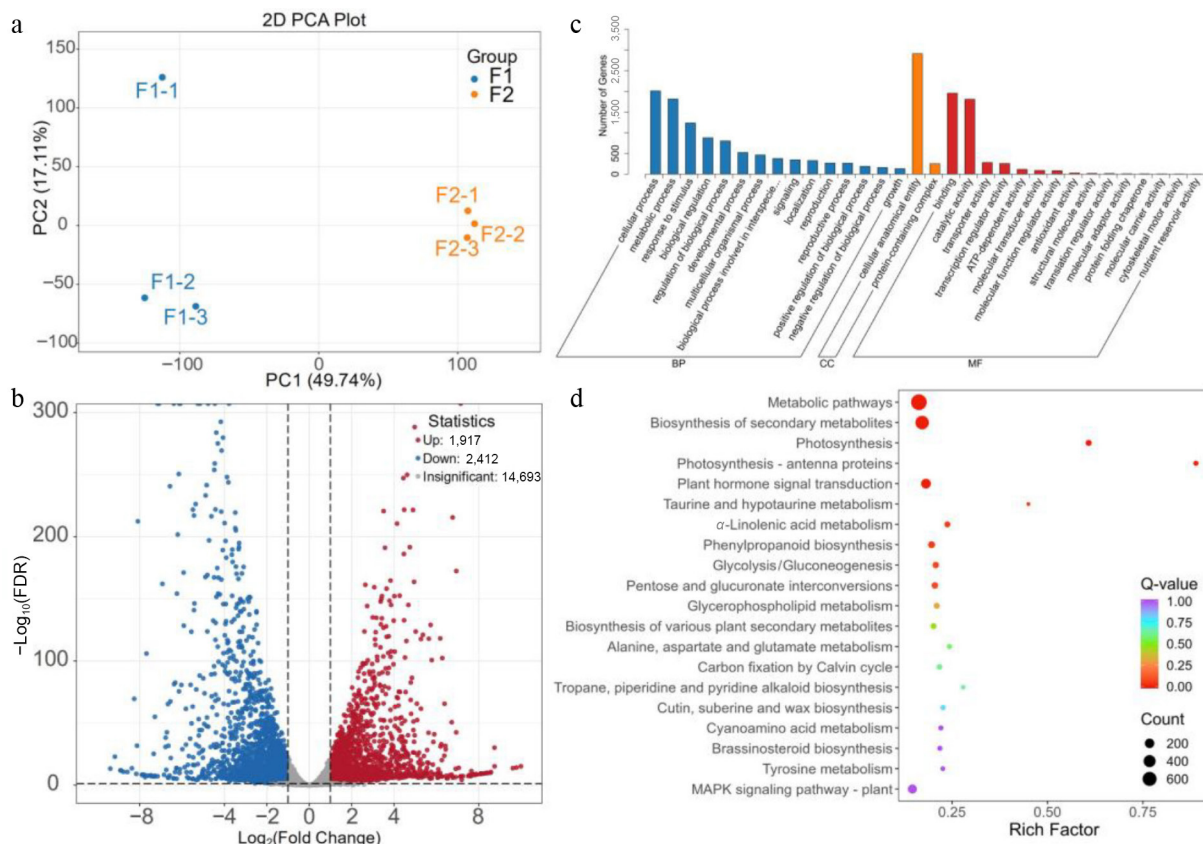 a
2D PCA Plot
PC2 (17.11%)
150
100
50
0
−50
−100
−100
0
100
PC1 (49.74%)
Group
F1
F2
F1-1
F1-2
F1-3
F2-1
F2-2
F2-3
b
−Log10(FDR)
300
200
100
0
−8
−4
0
4
8
Log2(Fold Change)
Statistics
Up: 1,917
Down: 2,412
Insignificant: 14,693
c
Number of Genes
3,500
2,500
1,500
500
500
cellular process
metabolic process
response to stimulus
biological regulation
regulation of biological process
developmental process
multicellular organismal process
biological process involved in interspecie...
signaling
localization
reproduction
reproductive process
positive regulation of biological process
negative regulation of biological process
growth
cellular anatomical entity
protein-containing complex
binding
catalytic activity
transporter activity
transcription regulator activity
ATP-dependent activity
molecular transducer activity
molecular function regulator activity
antioxidant activity
structural molecule activity
translation regulator activity
molecular adaptor activity
protein folding chaperone
molecular carrier activity
cytoskeletal motor activity
nutrient reservoir activity
BP
CC
MF
d
Metabolic pathways
Biosynthesis of secondary metabolites
Photosynthesis
Photosynthesis - antenna proteins
Plant hormone signal transduction
Taurine and hypotaurine metabolism
α-Linolenic acid metabolism
Phenylpropanoid biosynthesis
Glycolysis/Gluconeogenesis
Pentose and glucuronate interconversions
Glycerophospholipid metabolism
Biosynthesis of various plant secondary metabolites
Alanine, aspartate and glutamate metabolism
Carbon fixation by Calvin cycle
Tropane, piperidine and pyridine alkaloid biosynthesis
Cutin, suberine and wax biosynthesis
Cyanoamino acid metabolism
Brassinosteroid biosynthesis
Tyrosine metabolism
MAPK signaling pathway - plant
0.25
0.50
0.75
Rich Factor
Q-value
1.00
0.75
0.50
0.25
0.00
Count
200
400
600